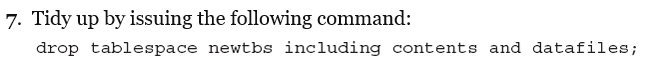 7. Tidy up by issuing the following command:
drop tablespace newtbs including contents and datafiles;